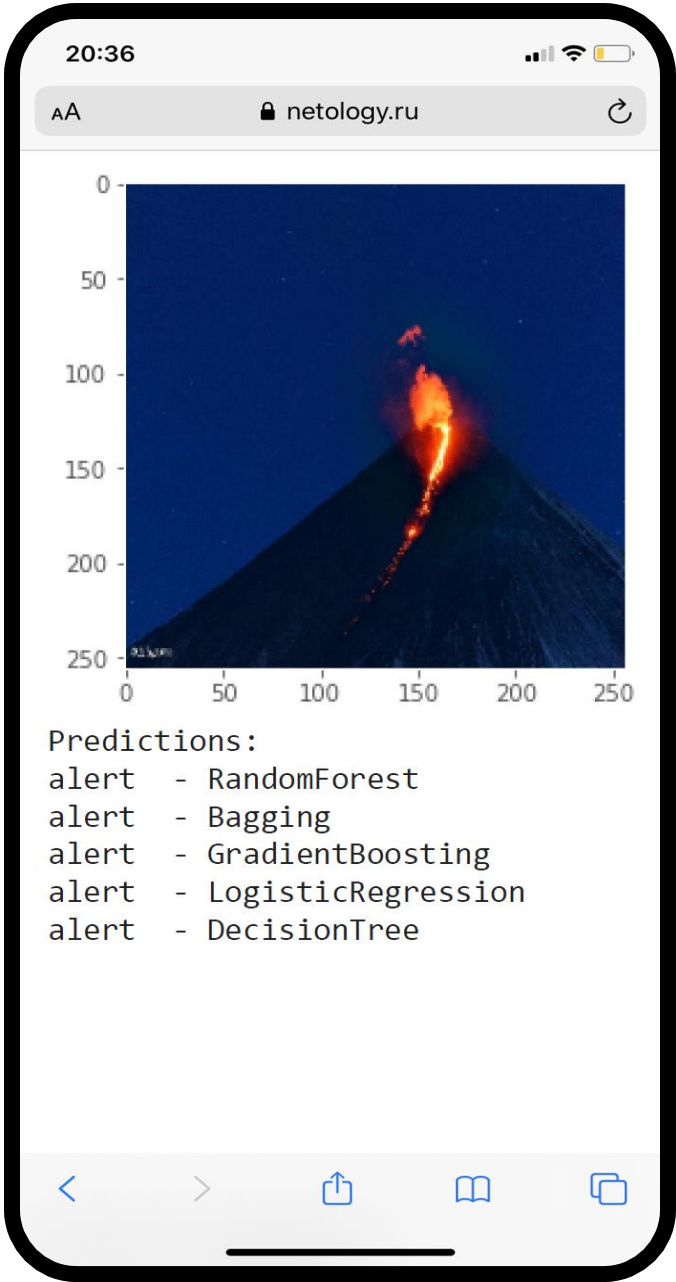 20:36
AA netology.ru
0
50
100
150
200
250
0 50 100 150 200 250
Predictions:
alert - RandomForest
alert - Bagging
alert - GradientBoosting
alert - LogisticRegression
alert - DecisionTree